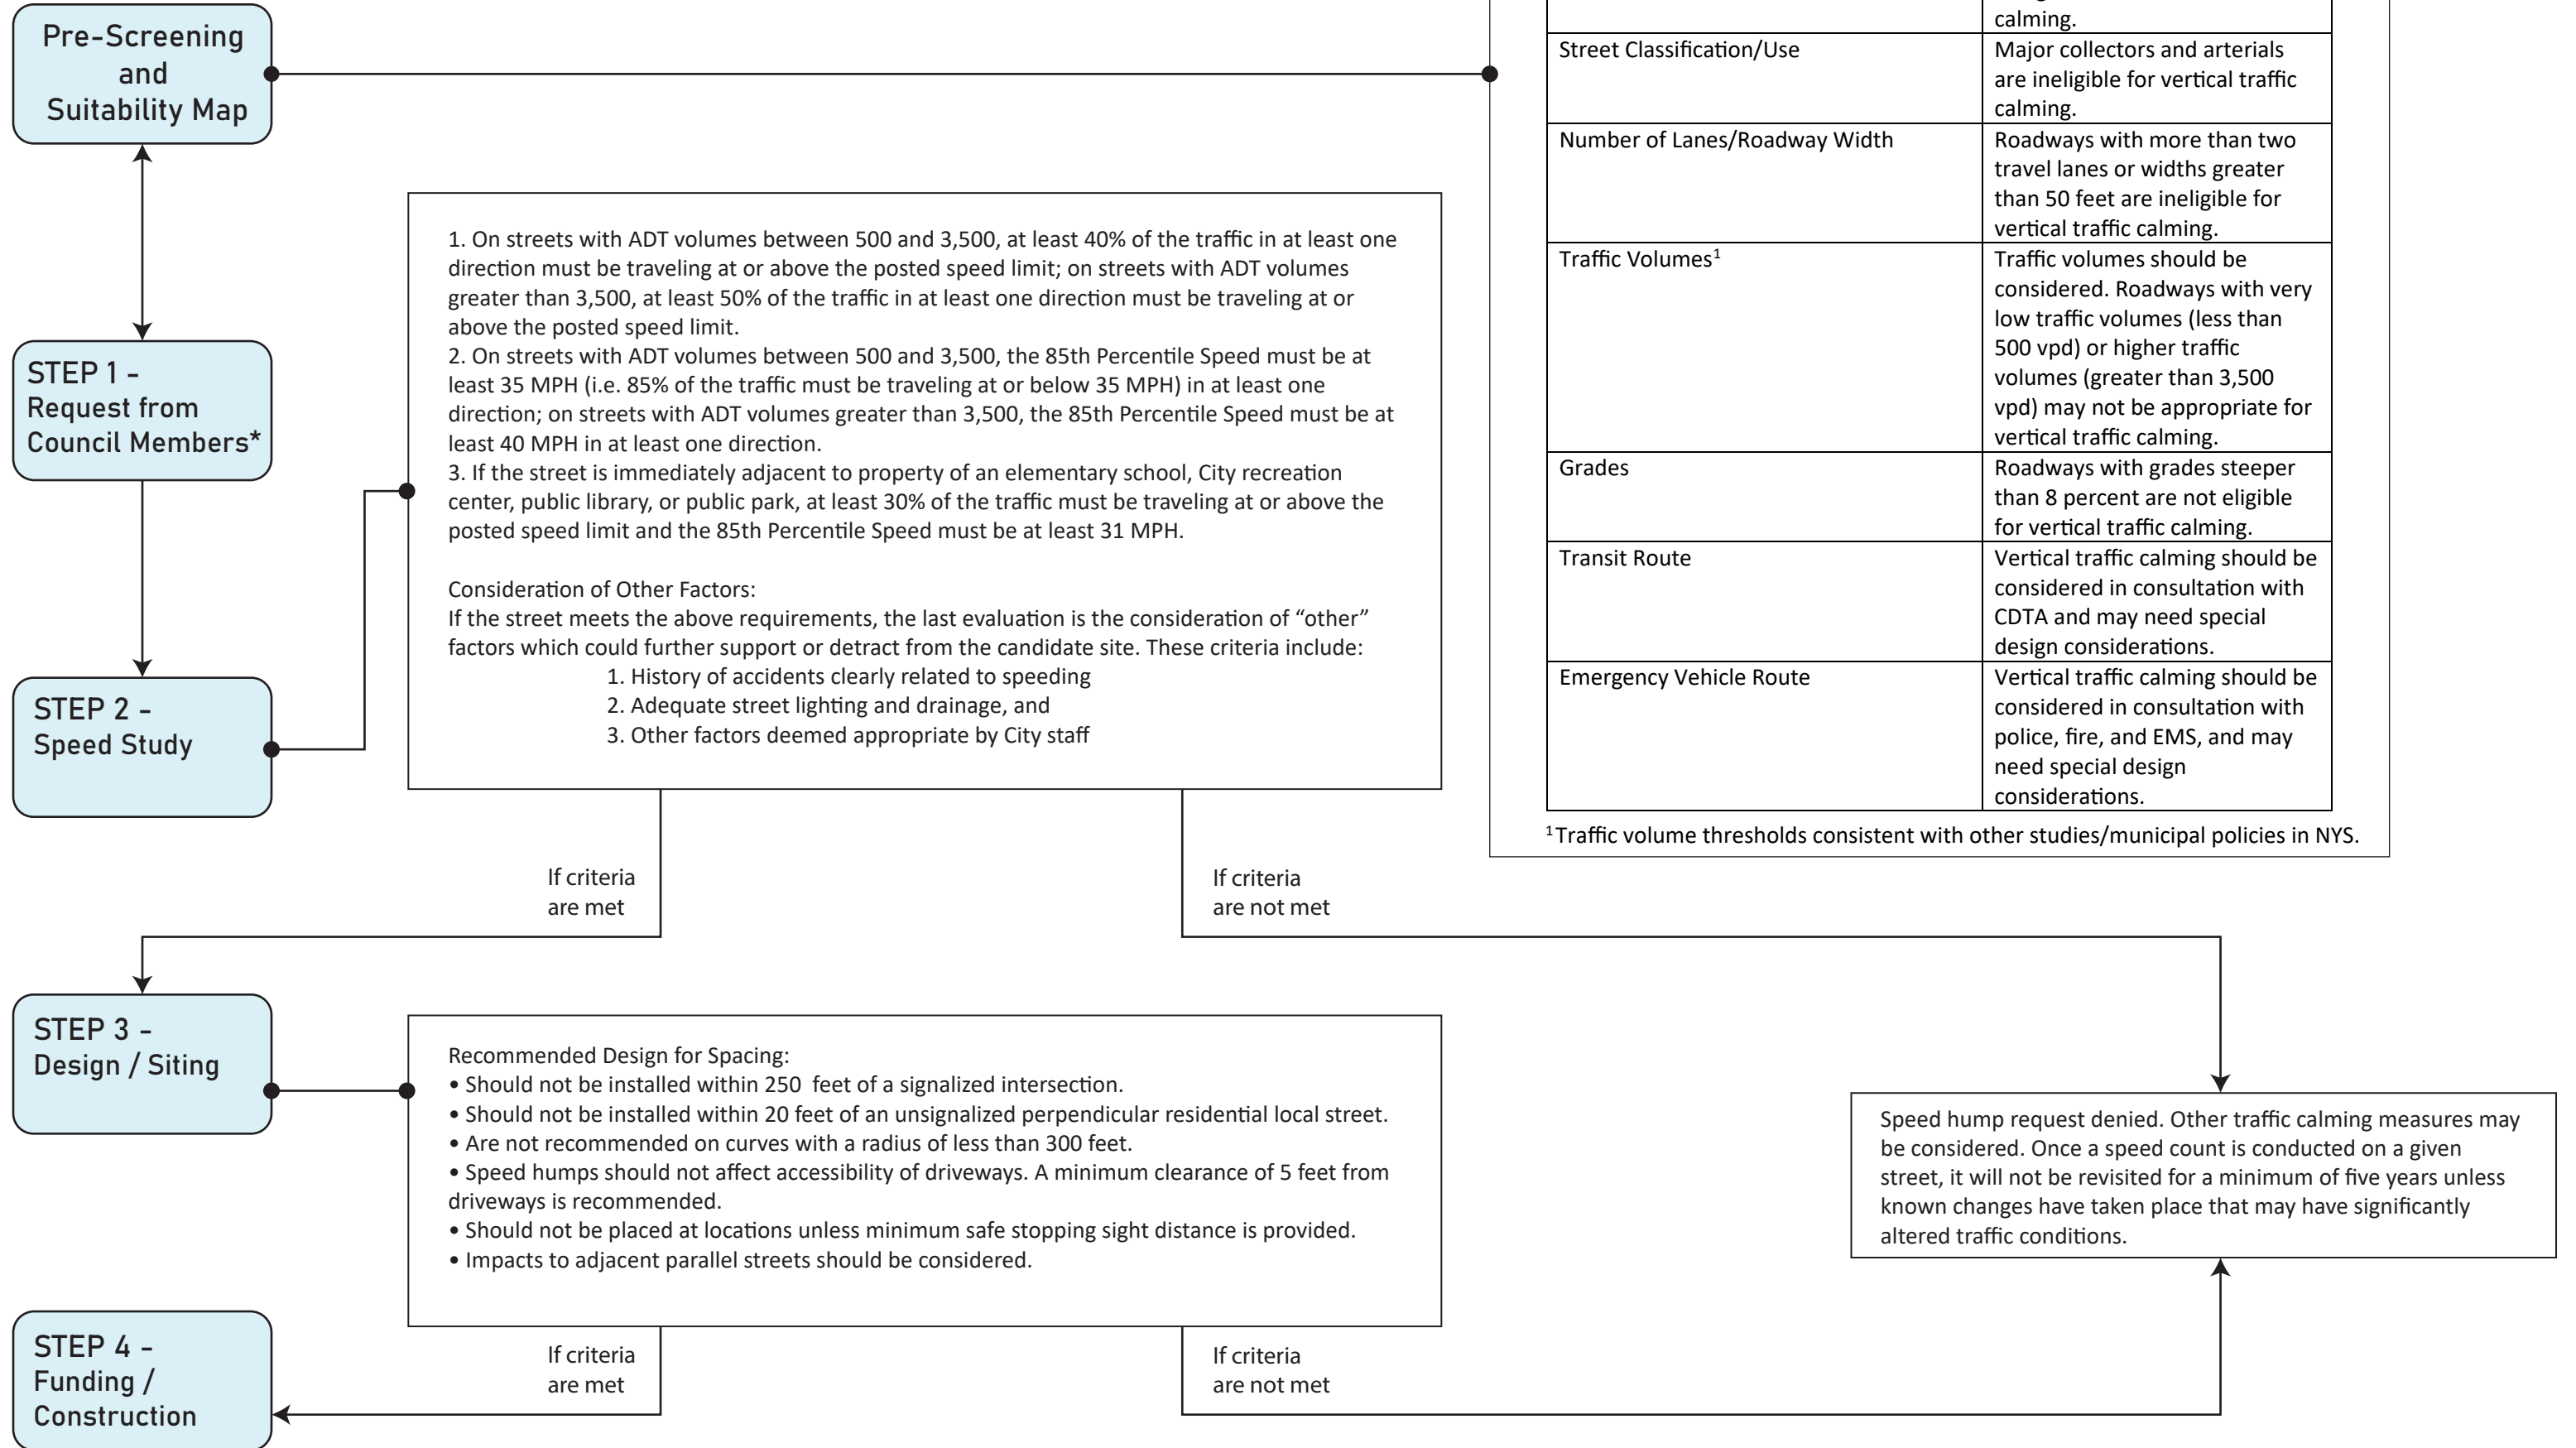 Pre-Screening
and
Suitability Map
calming.
Street Classification/Use
Major collectors and arterials
are ineligible for vertical traffic
calming.
Number of Lanes/Roadway Width
Roadways with more than two
travel lanes or widths greater
than 50 feet are ineligible for
vertical traffic calming.
Traffic Volumes¹
Traffic volumes should be
considered. Roadways with very
low traffic volumes (less than
500 vpd) or higher traffic
volumes (greater than 3,500
vpd) may not be appropriate for
vertical traffic calming.
Grades
Roadways with grades steeper
than 8 percent are not eligible
for vertical traffic calming.
Transit Route
Vertical traffic calming should be
considered in consultation with
CDTA and may need special
design considerations.
Emergency Vehicle Route
Vertical traffic calming should be
considered in consultation with
police, fire, and EMS, and may
need special design
considerations.
¹ Traffic volume thresholds consistent with other studies/municipal policies in NYS.
STEP 1 -
Request from
Council Members*
STEP 2 -
Speed Study
1. On streets with ADT volumes between 500 and 3,500, at least 40% of the traffic in at least one
direction must be traveling at or above the posted speed limit; on streets with ADT volumes
greater than 3,500, at least 50% of the traffic in at least one direction must be traveling at or
above the posted speed limit.
2. On streets with ADT volumes between 500 and 3,500, the 85th Percentile Speed must be at
least 35 MPH (i.e. 85% of the traffic must be traveling at or below 35 MPH) in at least one
direction; on streets with ADT volumes greater than 3,500, the 85th Percentile Speed must be at
least 40 MPH in at least one direction.
3. If the street is immediately adjacent to property of an elementary school, City recreation
center, public library, or public park, at least 30% of the traffic must be traveling at or above the
posted speed limit and the 85th Percentile Speed must be at least 31 MPH.
Consideration of Other Factors:
If the street meets the above requirements, the last evaluation is the consideration of “other”
factors which could further support or detract from the candidate site. These criteria include:
1. History of accidents clearly related to speeding
2. Adequate street lighting and drainage, and
3. Other factors deemed appropriate by City staff
If criteria
are met
If criteria
are not met
STEP 3 -
Design / Siting
Recommended Design for Spacing:
• Should not be installed within 250 feet of a signalized intersection.
• Should not be installed within 20 feet of an unsignalized perpendicular residential local street.
• Are not recommended on curves with a radius of less than 300 feet.
• Speed humps should not affect accessibility of driveways. A minimum clearance of 5 feet from
driveways is recommended.
• Should not be placed at locations unless minimum safe stopping sight distance is provided.
• Impacts to adjacent parallel streets should be considered.
Speed hump request denied. Other traffic calming measures may
be considered. Once a speed count is conducted on a given
street, it will not be revisited for a minimum of five years unless
known changes have taken place that may have significantly
altered traffic conditions.
If criteria
are met
If criteria
are not met
STEP 4 -
Funding /
Construction